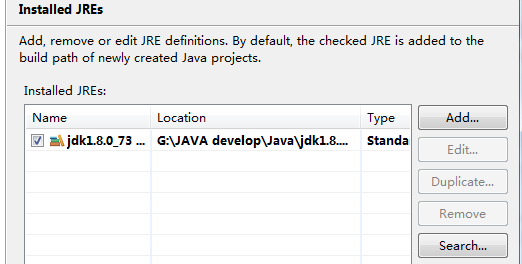 Installed JREs
Add, remove or edit JRE definitions. By default, the checked JRE is added to the
build path of newly created Java projects.
Installed JREs:
Name Location Type Add...
jdk1.8.0_73 ... G:\JAVA develop\Java\jdk1.8.... Standa
Edit...
Duplicate...
Remove
Search...